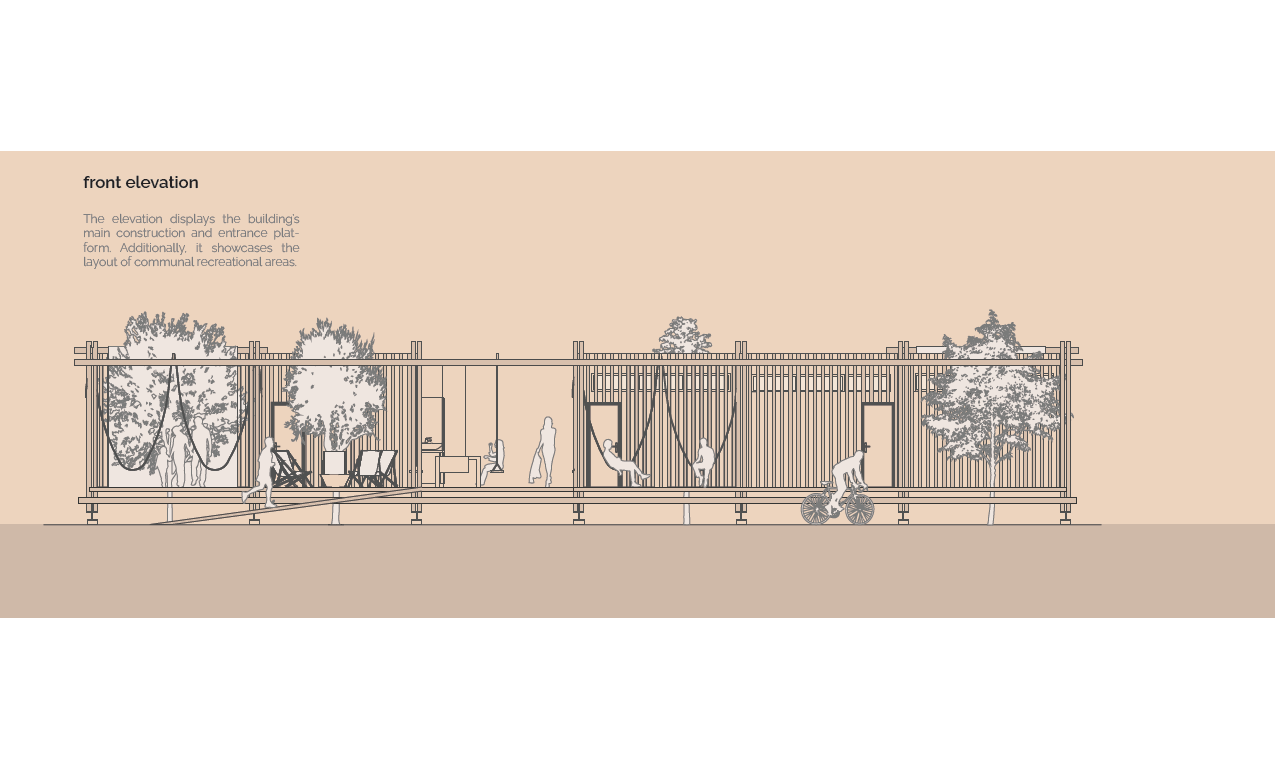 front elevation
The elevation displays the building's
main construction and entrance plat-
form. Additionally, it showcases the
layout of communal recreational areas.